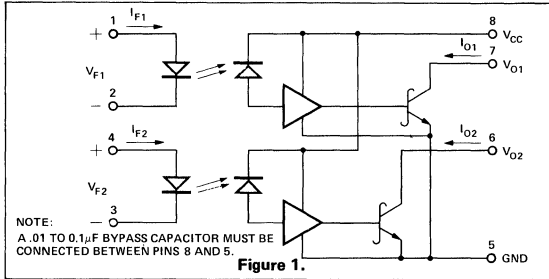 I_F1
+ 1
V_F1
− 2
I_F2
+ 4
V_F2
− 3
8 V_CC
I_O1
7 V_O1
I_O2
6 V_O2
5 GND
NOTE:
A .01 TO 0.1μF BYPASS CAPACITOR MUST BE
CONNECTED BETWEEN PINS 8 AND 5.
Figure 1.